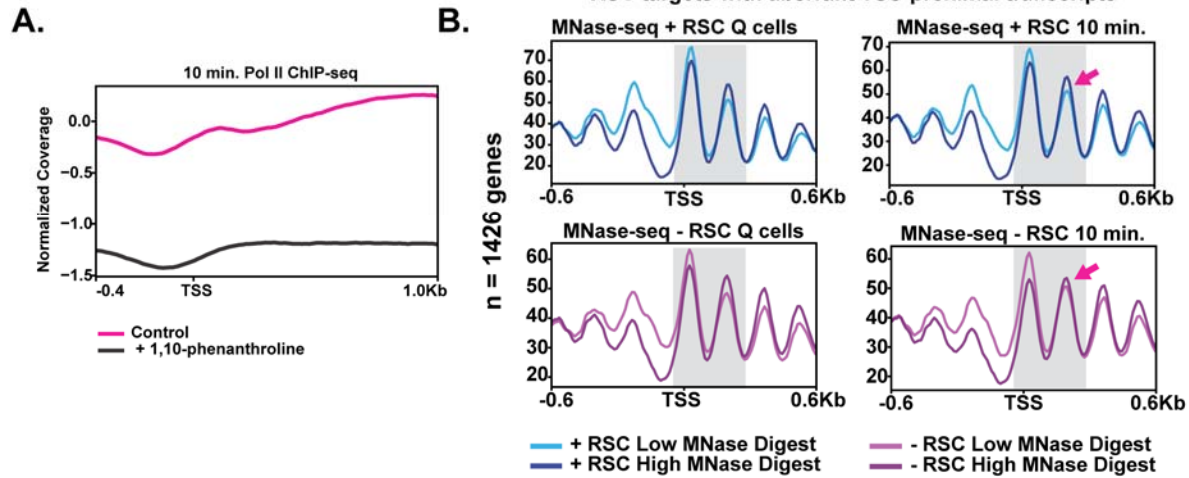 A.
10 min. Pol II ChIP-seq
Normalized Coverage
0.0
−0.5
−1.0
−1.5
-0.4
TSS
1.0Kb
Control
+ 1,10-phenanthroline
B.
n = 1426 genes
MNase-seq + RSC Q cells
70
60
50
40
30
20
-0.6
TSS
0.6Kb
MNase-seq + RSC 10 min.
70
60
50
40
30
20
-0.6
TSS
0.6Kb
MNase-seq - RSC Q cells
60
50
40
30
20
-0.6
TSS
0.6Kb
MNase-seq - RSC 10 min.
60
50
40
30
20
-0.6
TSS
0.6Kb
+ RSC Low MNase Digest
+ RSC High MNase Digest
- RSC Low MNase Digest
- RSC High MNase Digest